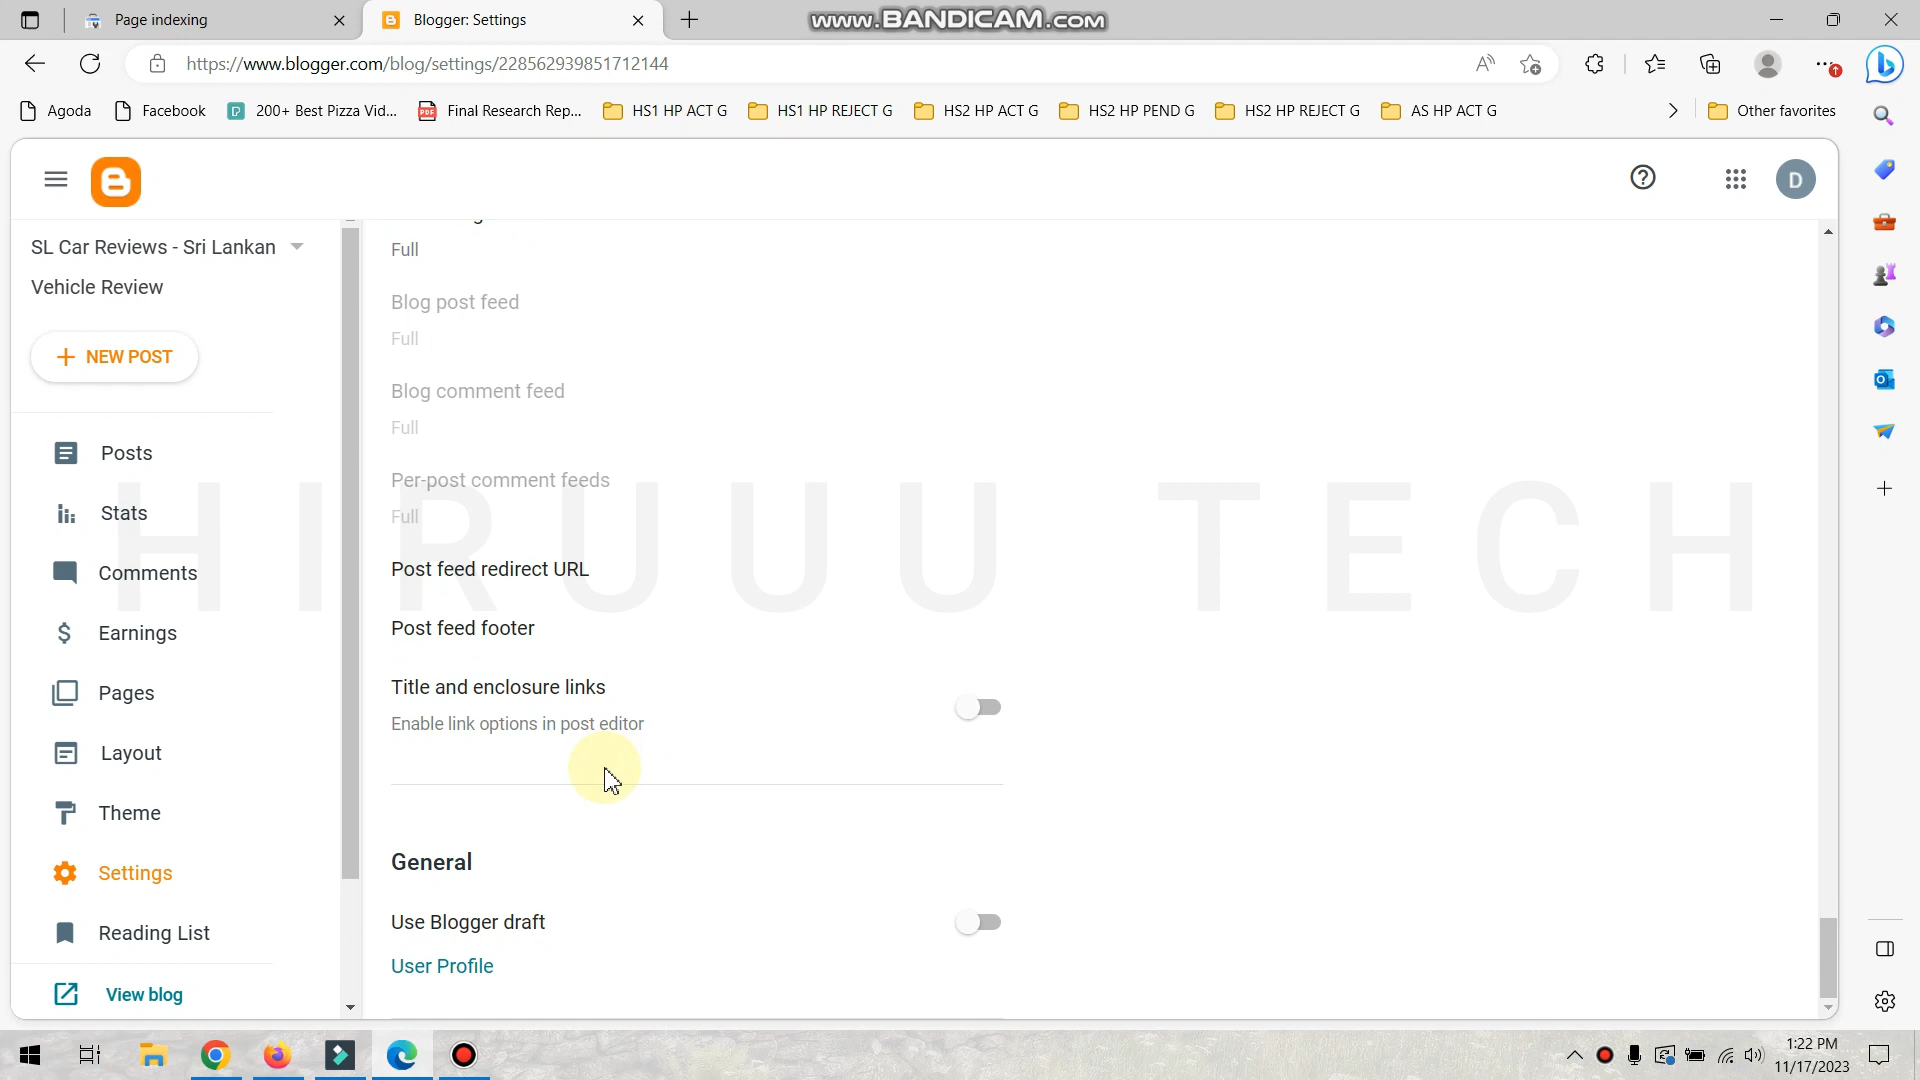 Page indexing
Blogger: Settings
www.BANDICAM.com
https://www.blogger.com/blog/settings/228562939851712144
Agoda
Facebook
200+ Best Pizza Vid...
Final Research Rep...
HS1 HP ACT G
HS1 HP REJECT G
HS2 HP ACT G
HS2 HP PEND G
HS2 HP REJECT G
AS HP ACT G
Other favorites
D
SL Car Reviews - Sri Lankan
Vehicle Review
NEW POST
Posts
Stats
Comments
Earnings
Pages
Layout
Theme
Settings
Reading List
View blog
Full
Blog post feed
Full
Blog comment feed
Full
Per-post comment feeds
Full
HIRUUU TECH
Post feed redirect URL
Post feed footer
Title and enclosure links
Enable link options in post editor
General
Use Blogger draft
User Profile
1:22 PM
11/17/2023